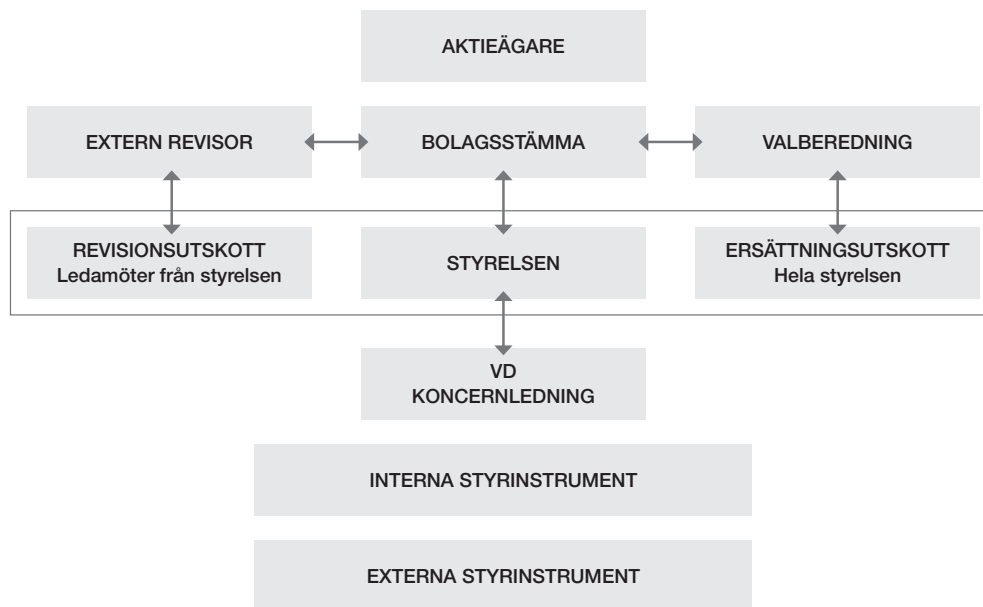 AKTIEÄGARE
EXTERN REVISOR
BOLAGSSTÄMMA
VALBEREDNING
REVISIONSUTSKOTT
Ledamöter från styrelsen
STYRELSEN
ERSÄTTNINGSUTSKOTT
Hela styrelsen
VD
KONCERNLEDNING
INTERNA STYRINSTRUMENT
EXTERNA STYRINSTRUMENT